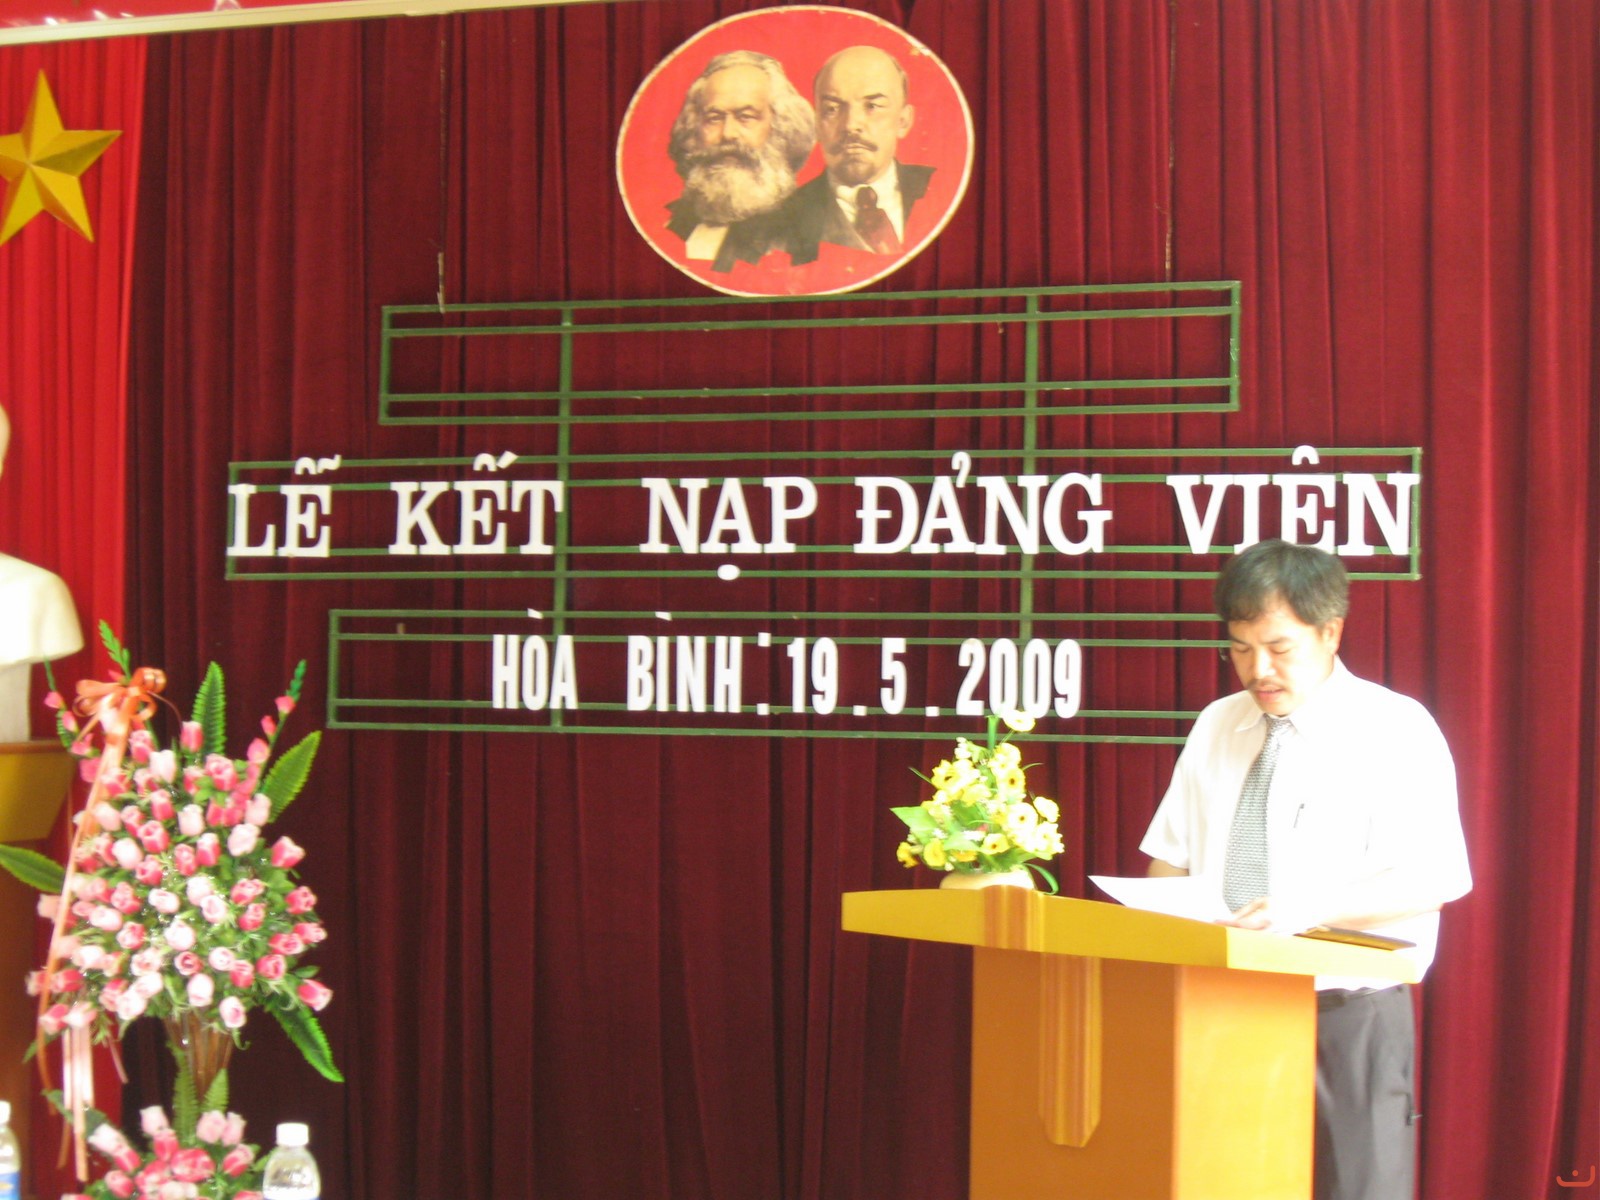 LỄ KẾT NẠP ĐẢNG VIÊN
HÒA BÌNH: 19.5.2009